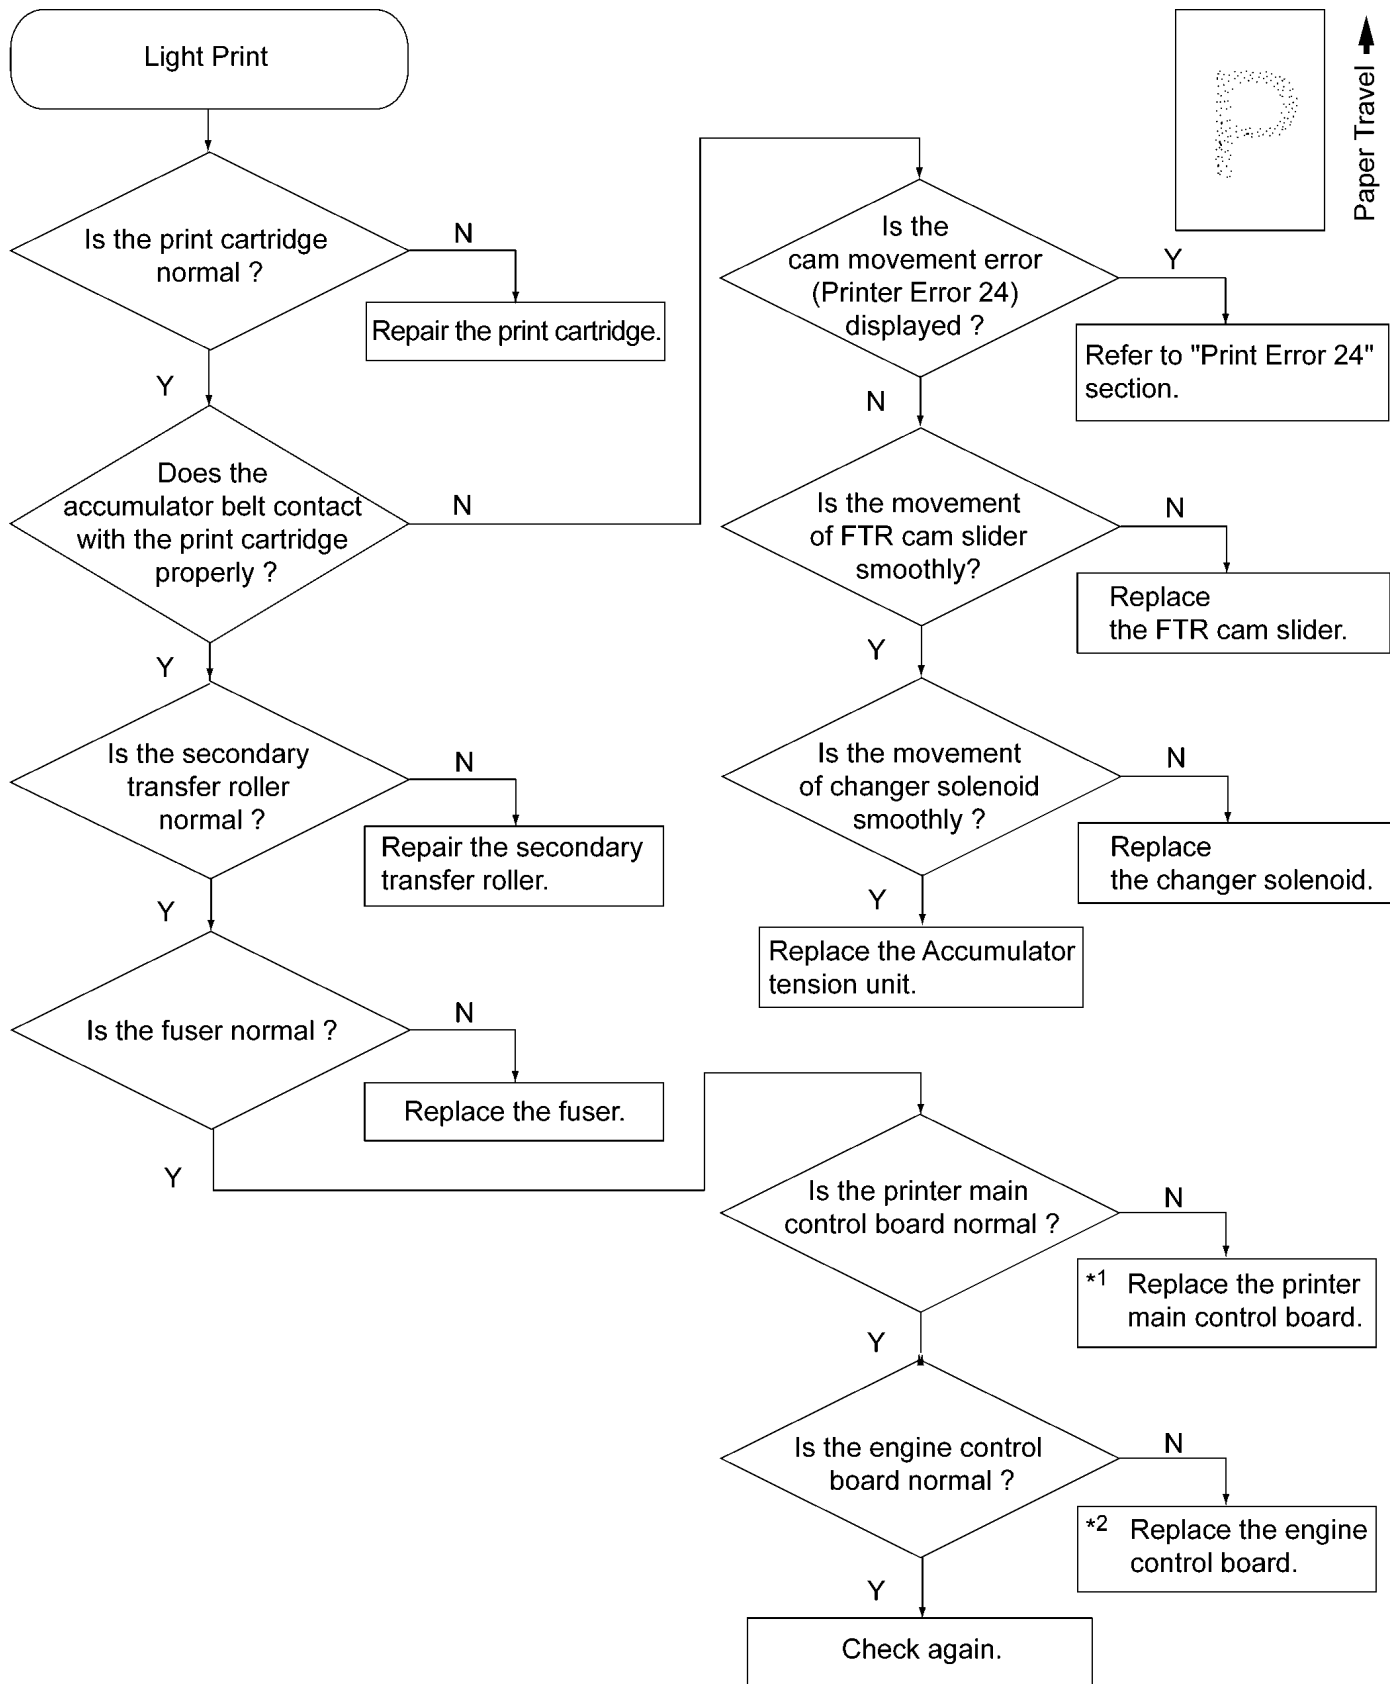 Light Print
Is the print cartridge
normal ?
N
Repair the print cartridge.
Y
Does the
accumulator belt contact
with the print cartridge
properly ?
N
Y
Is the secondary
transfer roller
normal ?
N
Repair the secondary
transfer roller.
Y
Is the fuser normal ?
N
Replace the fuser.
Y
P
Paper Travel
Is the
cam movement error
(Printer Error 24)
displayed ?
Y
Refer to "Print Error 24"
section.
N
Is the movement
of FTR cam slider
smoothly?
N
Replace
the FTR cam slider.
Y
Is the movement
of changer solenoid
smoothly ?
N
Replace
the changer solenoid.
Y
Replace the Accumulator
tension unit.
Is the printer main
control board normal ?
N
*1 Replace the printer
main control board.
Y
Is the engine control
board normal ?
N
*2 Replace the engine
control board.
Y
Check again.